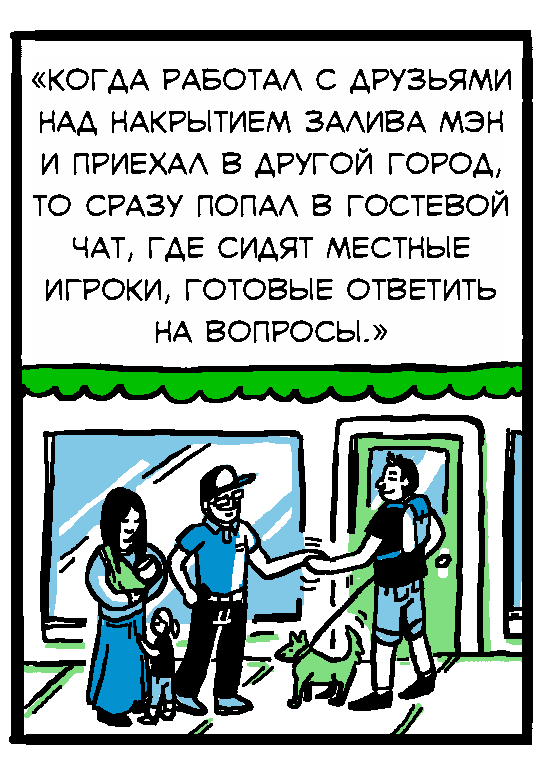 «КОГДА РАБОТАЛ С ДРУЗЬЯМИ
НАД НАКРЫТИЕМ ЗАЛИВА МЭН
И ПРИЕХАЛ В ДРУГОЙ ГОРОД,
ТО СРАЗУ ПОПАЛ В ГОСТЕВОЙ
ЧАТ, ГДЕ СИДЯТ МЕСТНЫЕ
ИГРОКИ, ГОТОВЫЕ ОТВЕТИТЬ
НА ВОПРОСЫ.»